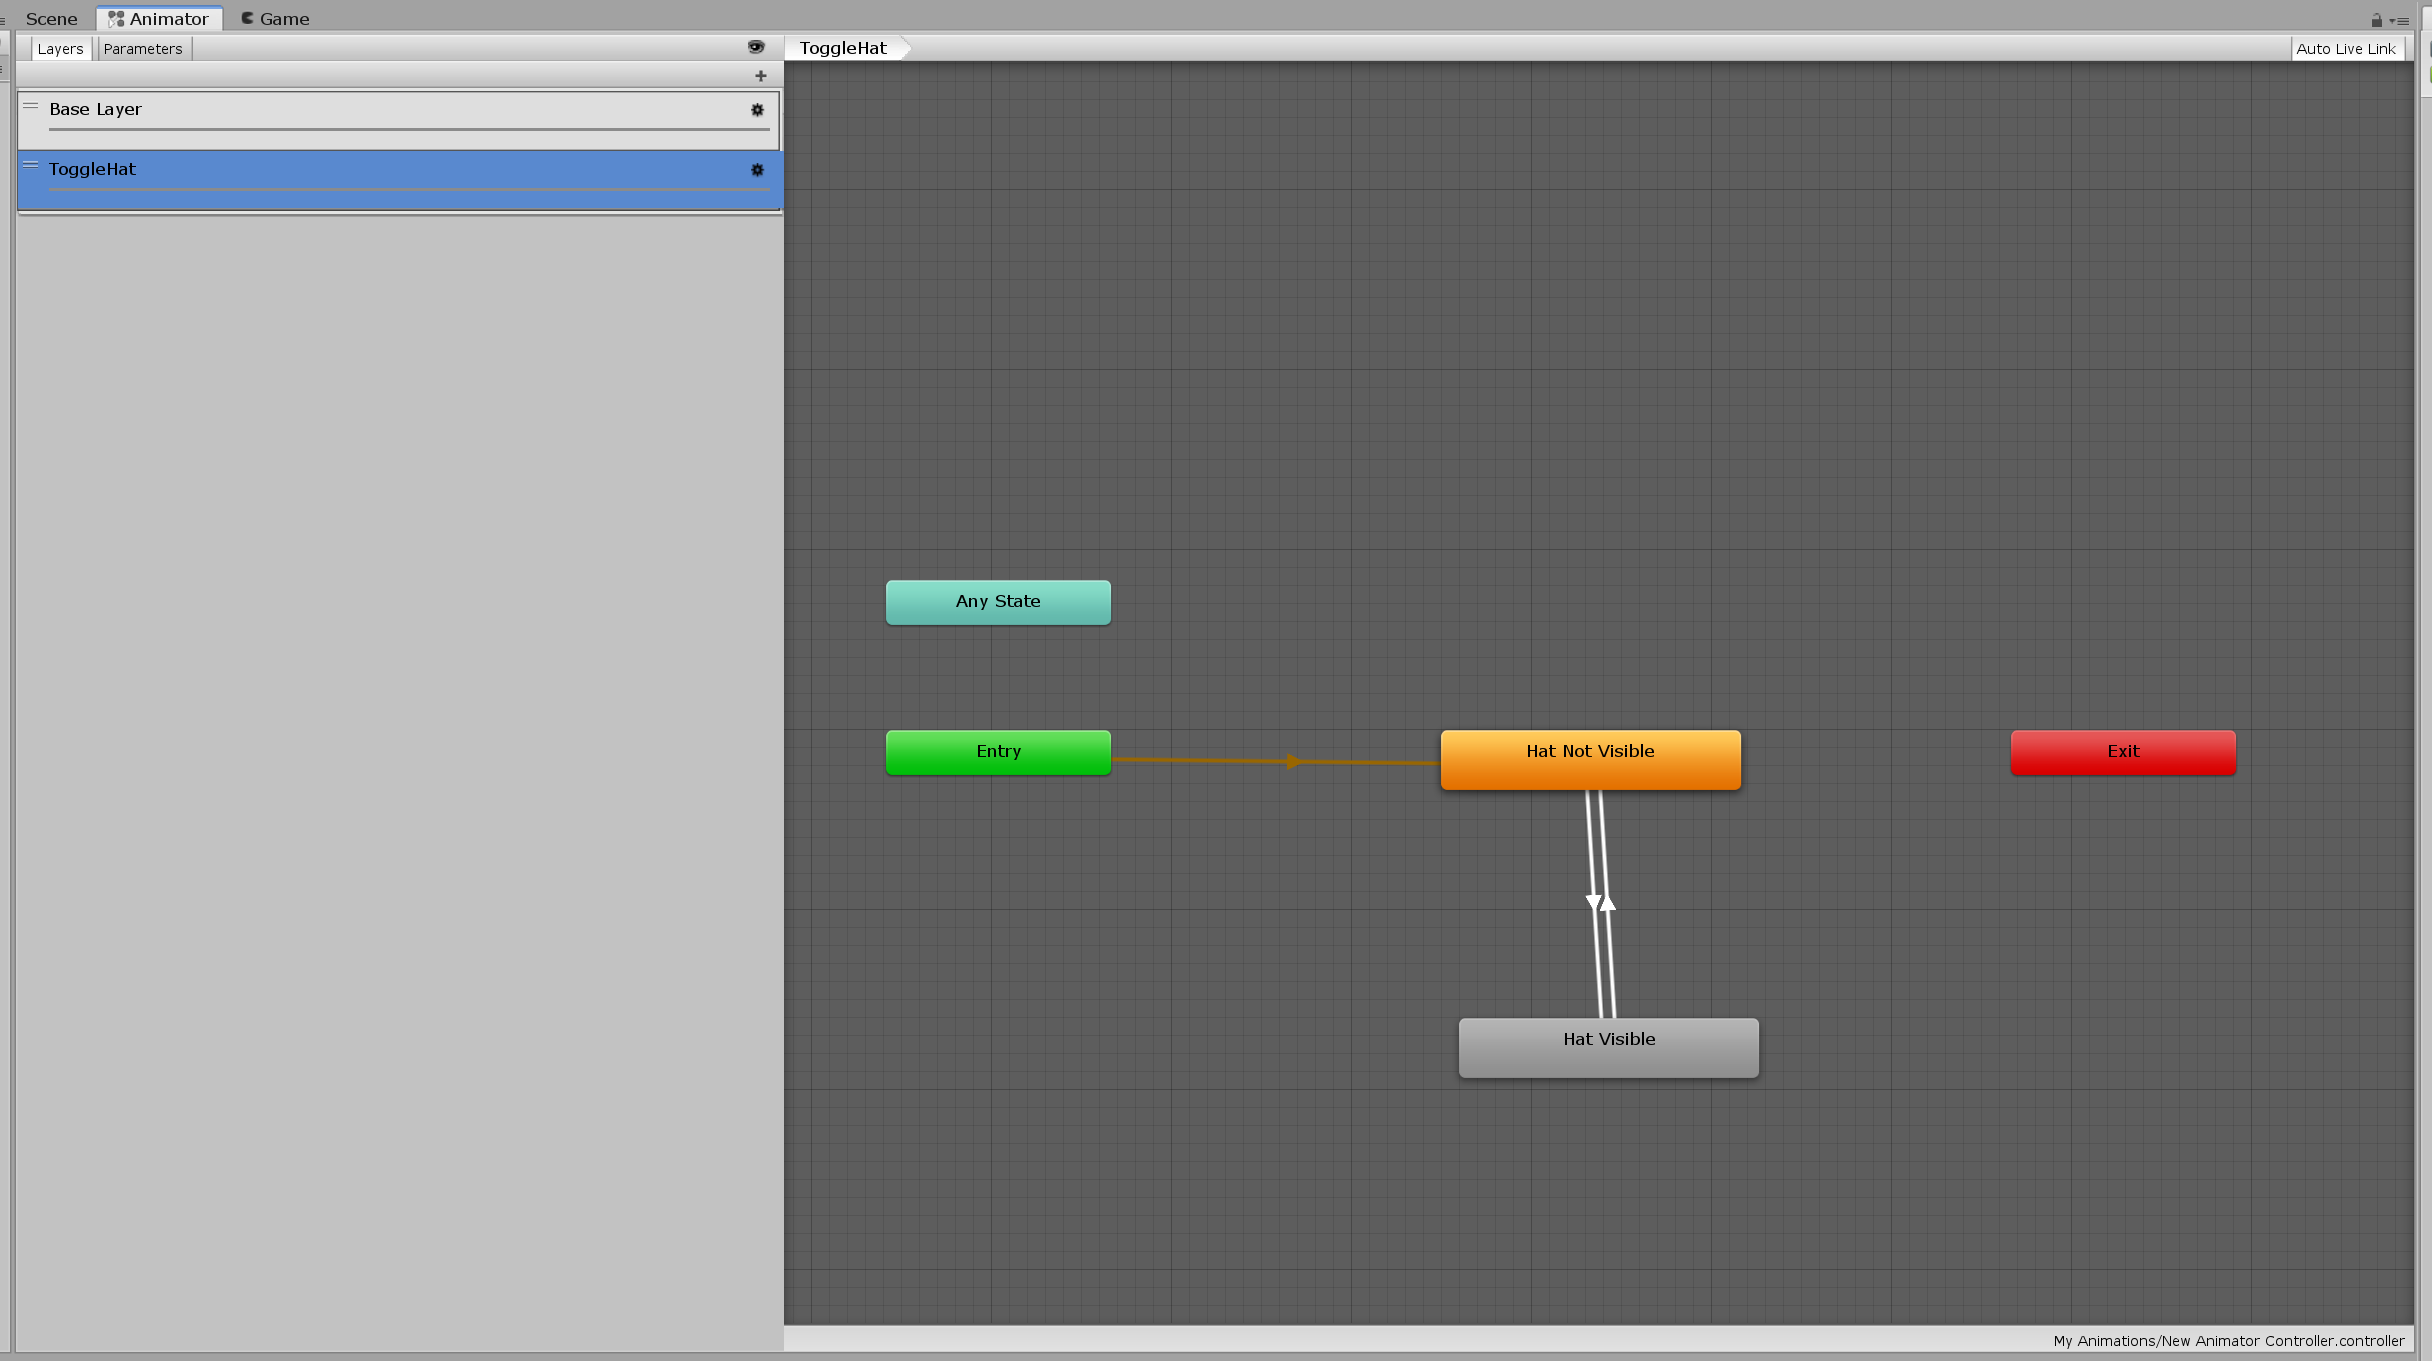 Scene
Animator
Game
Layers
Parameters
ToggleHat
Auto Live Link
Base Layer
ToggleHat
Any State
Entry
Hat Not Visible
Exit
Hat Visible
My Animations/New Animator Controller.controller